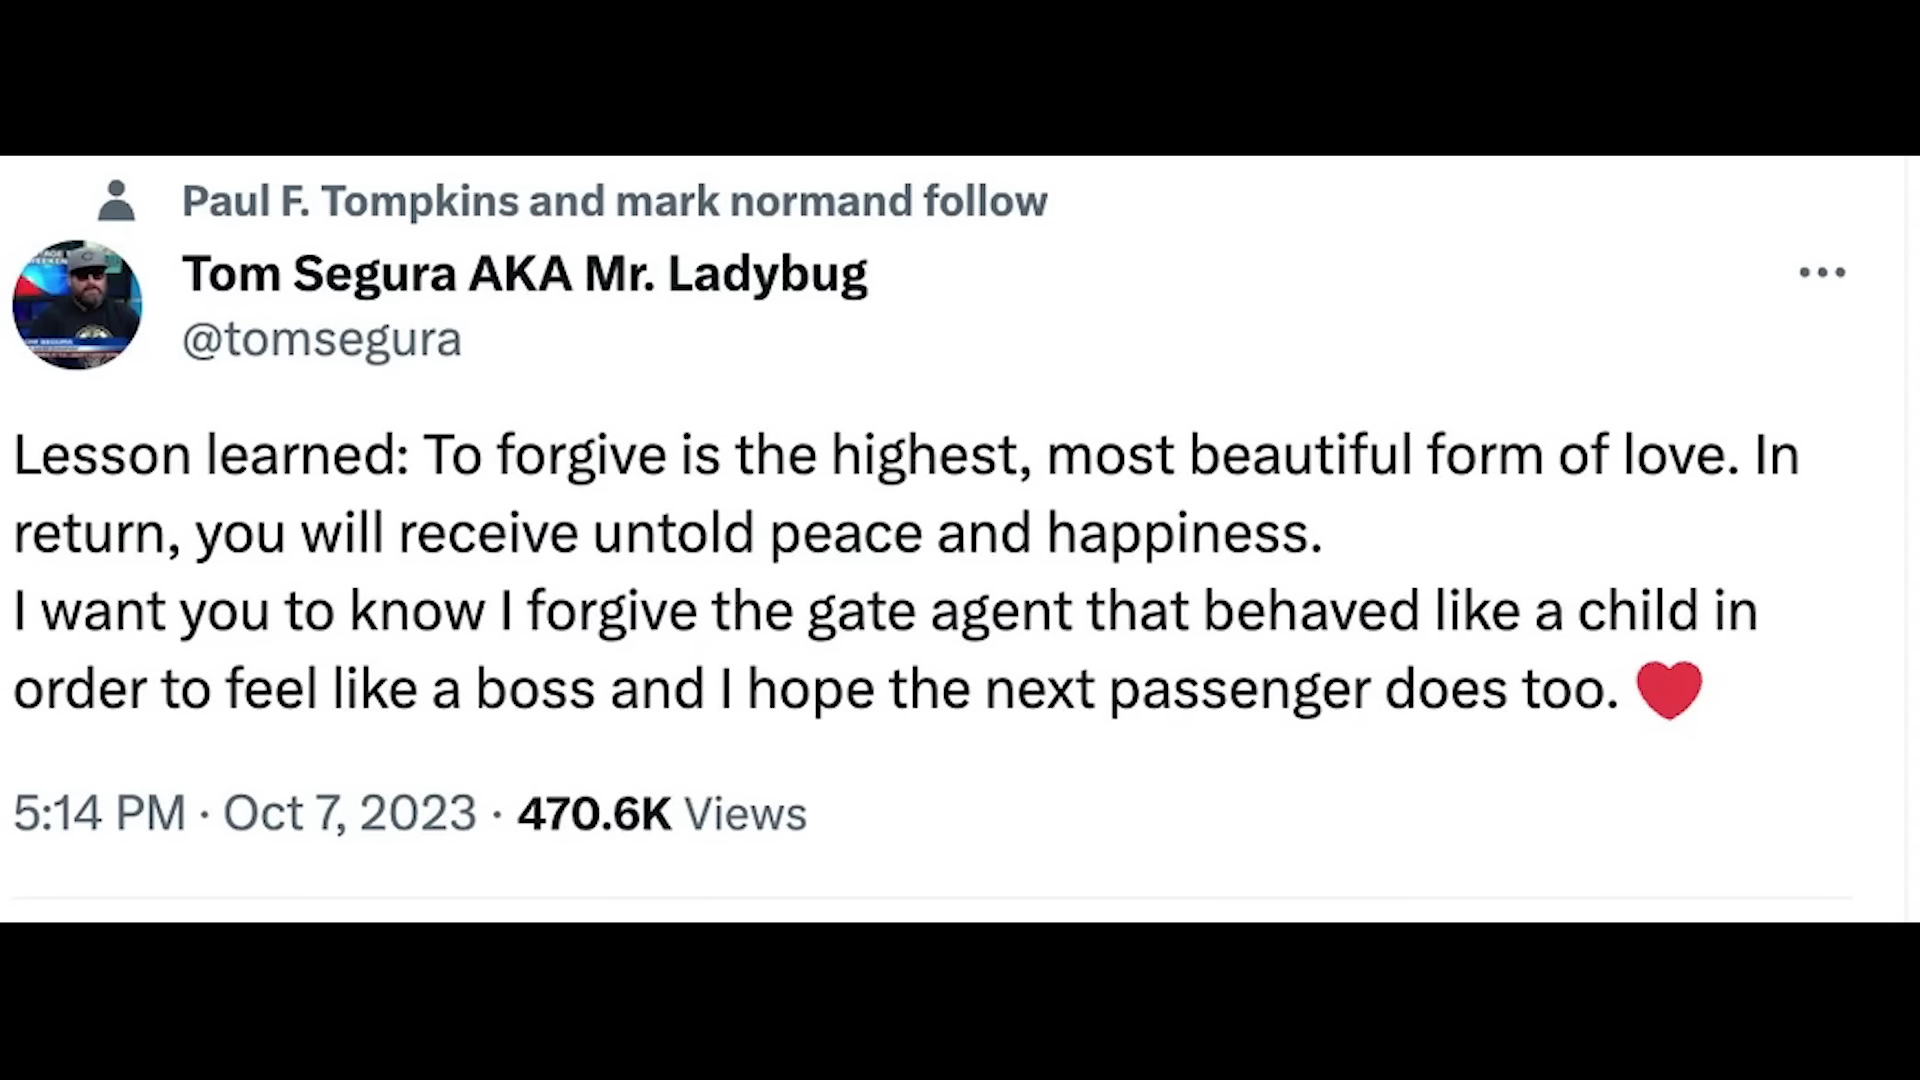 Paul F. Tompkins and mark normand follow
Tom Segura AKA Mr. Ladybug
@tomsegura
Lesson learned: To forgive is the highest, most beautiful form of love. In
return, you will receive untold peace and happiness.
I want you to know I forgive the gate agent that behaved like a child in
order to feel like a boss and I hope the next passenger does too. ❤️
5:14 PM · Oct 7, 2023 · 470.6K Views